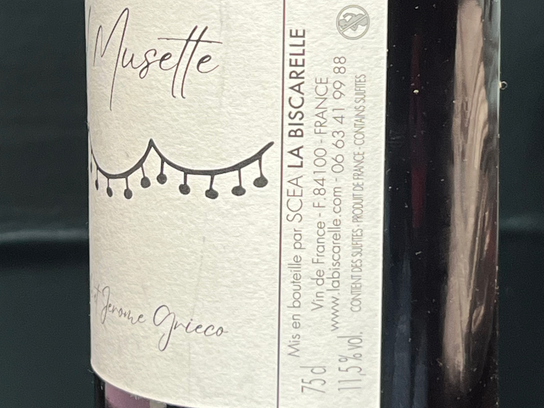 Musette
Jerome Grieco
Mis en bouteille par SCEA LA BISCARELLE
Vin de France - F.84100 - FRANCE
www.labiscarelle.com - 06 63 41 99 88
CONTIENT DES SULFITES - PRODUIT DE FRANCE - CONTAINS SULFITES
75 cl
11,5 % vol.